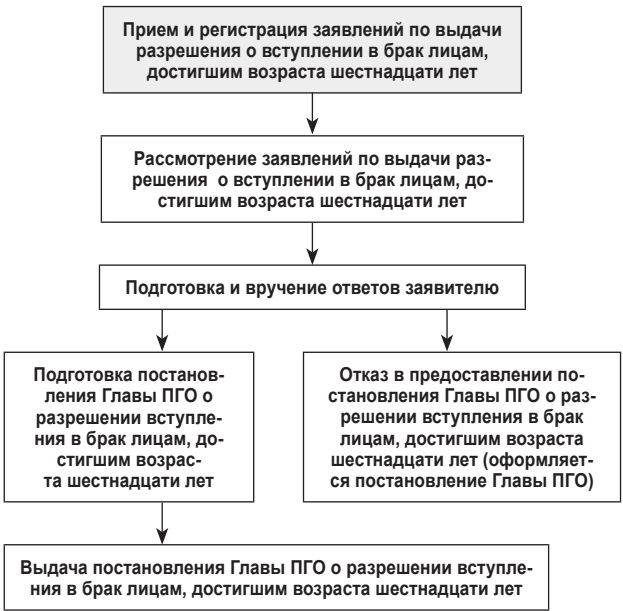 Прием и регистрация заявлений по выдачи
разрешения о вступлении в брак лицам,
достигшим возраста шестнадцати лет
Рассмотрение заявлений по выдачи раз-
решения о вступлении в брак лицам, до-
стигшим возраста шестнадцати лет
Подготовка и вручение ответов заявителю
Подготовка постанов-
ления Главы ПГО о
разрешении вступле-
ния в брак лицам, до-
стигшим возрас-
та шестнадцати лет
Отказ в предоставлении по-
становления Главы ПГО о раз-
решении вступления в брак
лицам, достигшим возраста
шестнадцати лет (оформляет-
ся постановление Главы ПГО)
Выдача постановления Главы ПГО о разрешении вступле-
ния в брак лицам, достигшим возраста шестнадцати лет